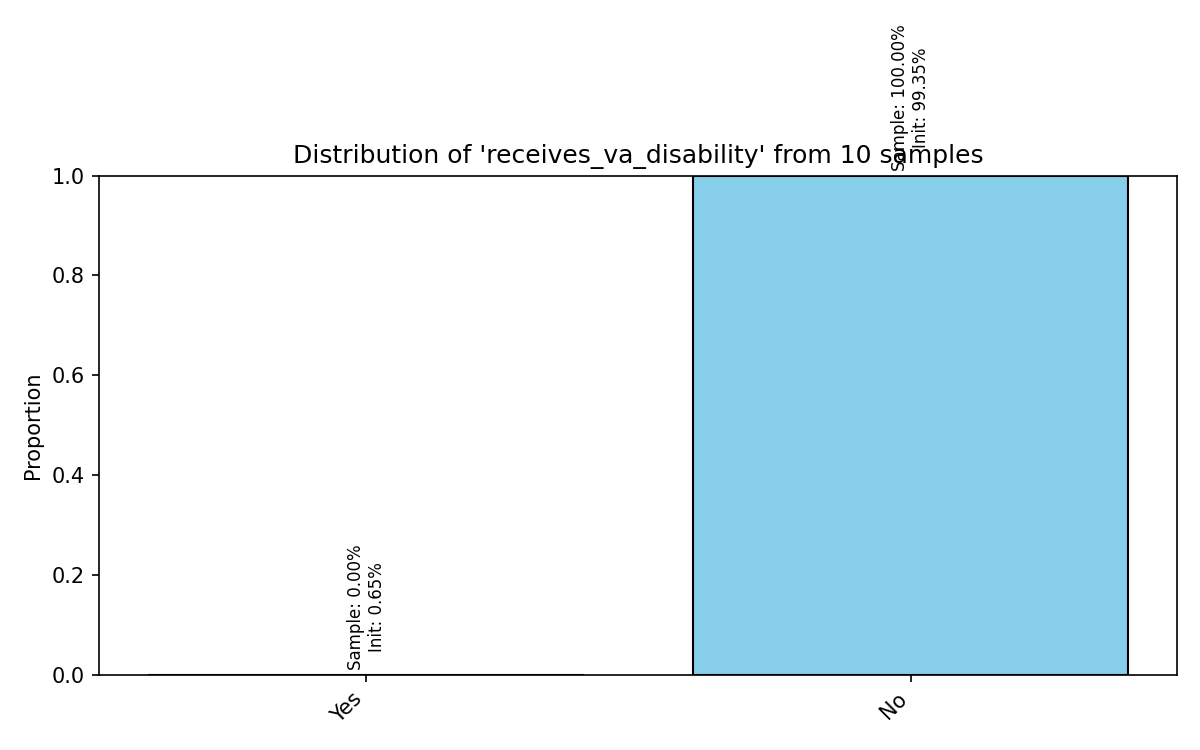 Sample: 100.00%
Init: 99.35%
Distribution of 'receives_va_disability' from 10 samples
1.0
0.8
0.6
0.4
0.2
0.0
Proportion
Sample: 0.00%
Init: 0.65%
Yes
No